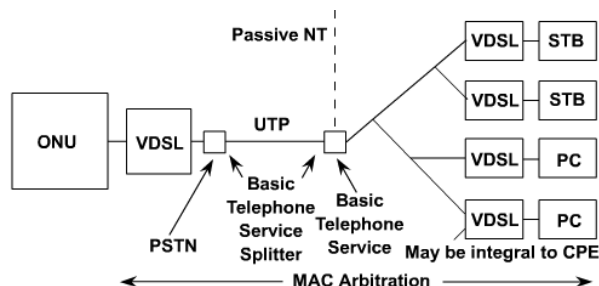 Passive NT
VDSL
STB
VDSL
STB
ONU
VDSL
UTP
VDSL
PC
VDSL
PC
PSTN
Basic
Telephone
Service
Splitter
Basic
Telephone
Service
May be integral to CPE
MAC Arbitration